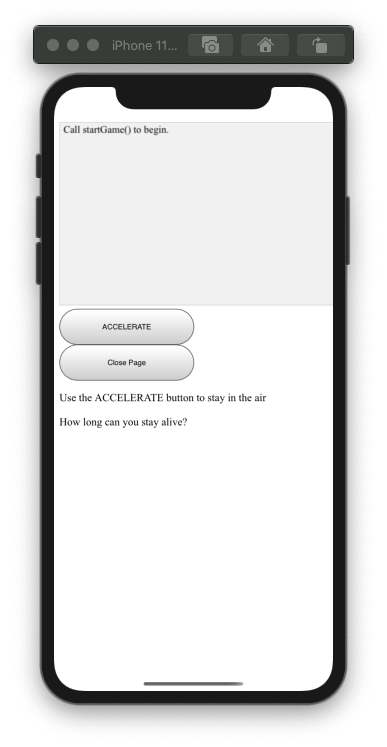 iPhone 11...
Call startGame() to begin.
ACCELERATE
Close Page
Use the ACCELERATE button to stay in the air
How long can you stay alive?